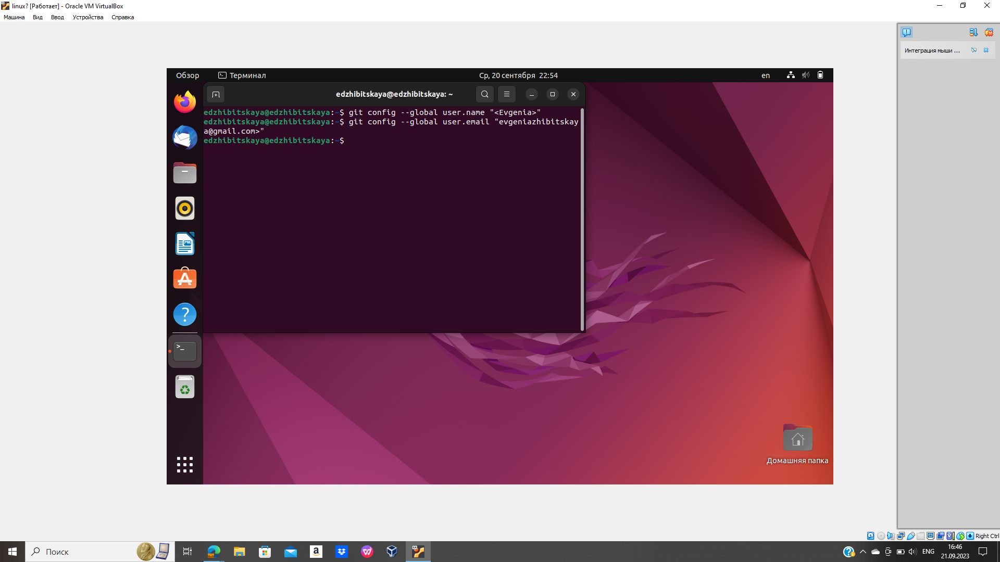 linux? [Работает] - Oracle VM VirtualBox
Машина Вид Ввод Устройства Справка
Интеграция мыши ...
Обзор Терминал Ср, 20 сентября 22:54 en
edzhibitskaya@edzhibitskaya: ~
edzhibitskaya@edzhibitskaya:~$ git config --global user.name "<Evgenia>"
edzhibitskaya@edzhibitskaya:~$ git config --global user.email "evgeniazhibitskay
a@gmail.com>"
edzhibitskaya@edzhibitskaya:~$
Домашняя папка
Right Ctrl
Поиск
ENG
16:46
21.09.2023